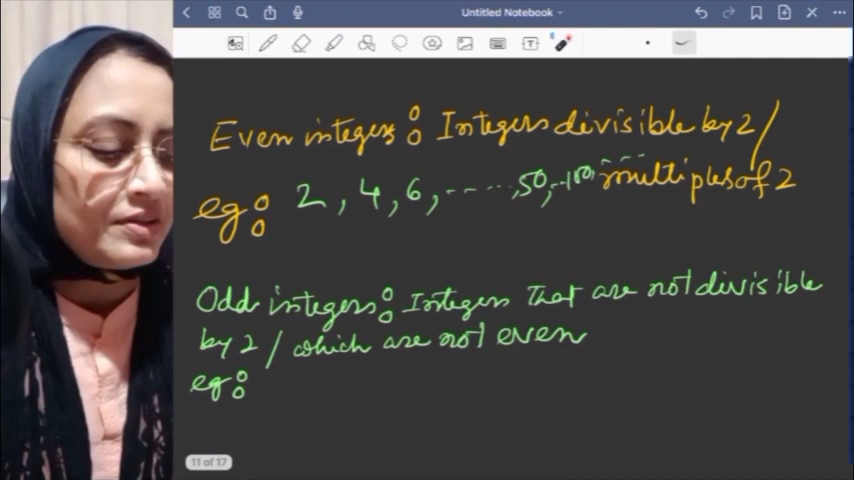 Untitled Notebook
Even integers: Integers divisible by 2/
multiples of 2
eg: 2, 4, 6, ------, 50, --100, ------
Odd integers: Integers that are not divisible
by 2 / which are not even
eg:
11 of 17